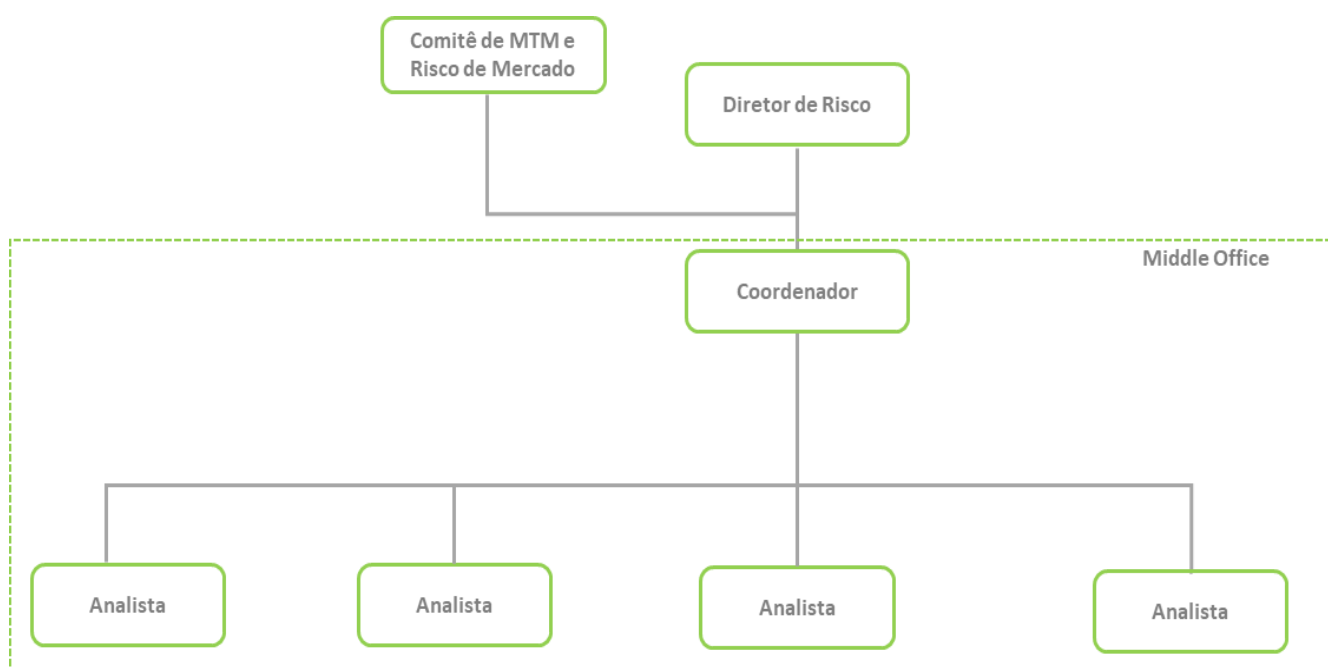 Comitê de MTM e
Risco de Mercado
Diretor de Risco
Middle Office
Coordenador
Analista
Analista
Analista
Analista